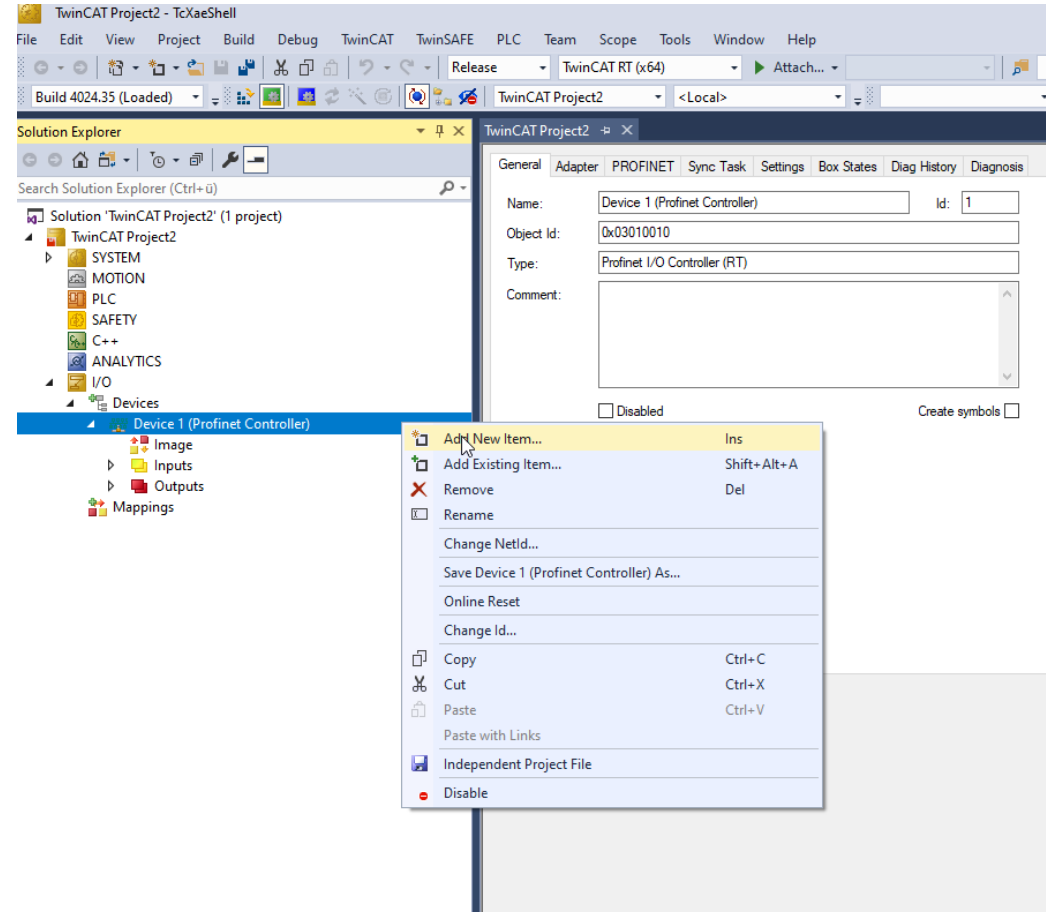 TwinCAT Project2 - TcXaeShell
File Edit View Project Build Debug TwinCAT TwinSAFE PLC Team Scope Tools Window Help
Release TwinCAT RT (x64) Attach...
Build 4024.35 (Loaded) TwinCAT Project2 <Local>
Solution Explorer
Search Solution Explorer (Ctrl+ü)
Solution 'TwinCAT Project2' (1 project)
TwinCAT Project2
SYSTEM
MOTION
PLC
SAFETY
C++
ANALYTICS
I/O
Devices
Device 1 (Profinet Controller)
Image
Inputs
Outputs
Mappings
TwinCAT Project2
General Adapter PROFINET Sync Task Settings Box States Diag History Diagnosis
Name: Device 1 (Profinet Controller) Id: 1
Object Id: 0x03010010
Type: Profinet I/O Controller (RT)
Comment:
Disabled Create symbols
Add New Item... Ins
Add Existing Item... Shift+Alt+A
Remove Del
Rename
Change NetId...
Save Device 1 (Profinet Controller) As...
Online Reset
Change Id...
Copy Ctrl+C
Cut Ctrl+X
Paste Ctrl+V
Paste with Links
Independent Project File
Disable